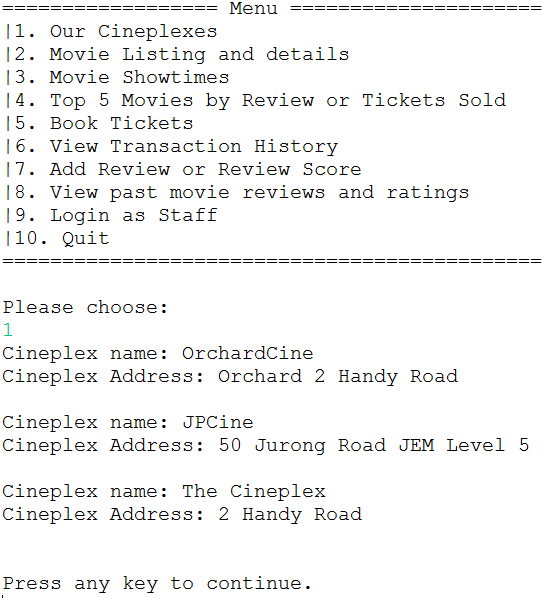 ================== Menu =====================
|1. Our Cineplexes
|2. Movie Listing and details
|3. Movie Showtimes
|4. Top 5 Movies by Review or Tickets Sold
|5. Book Tickets
|6. View Transaction History
|7. Add Review or Review Score
|8. View past movie reviews and ratings
|9. Login as Staff
|10. Quit
=============================================
Please choose:
1
Cineplex name: OrchardCine
Cineplex Address: Orchard 2 Handy Road
Cineplex name: JPCine
Cineplex Address: 50 Jurong Road JEM Level 5
Cineplex name: The Cineplex
Cineplex Address: 2 Handy Road
Press any key to continue.